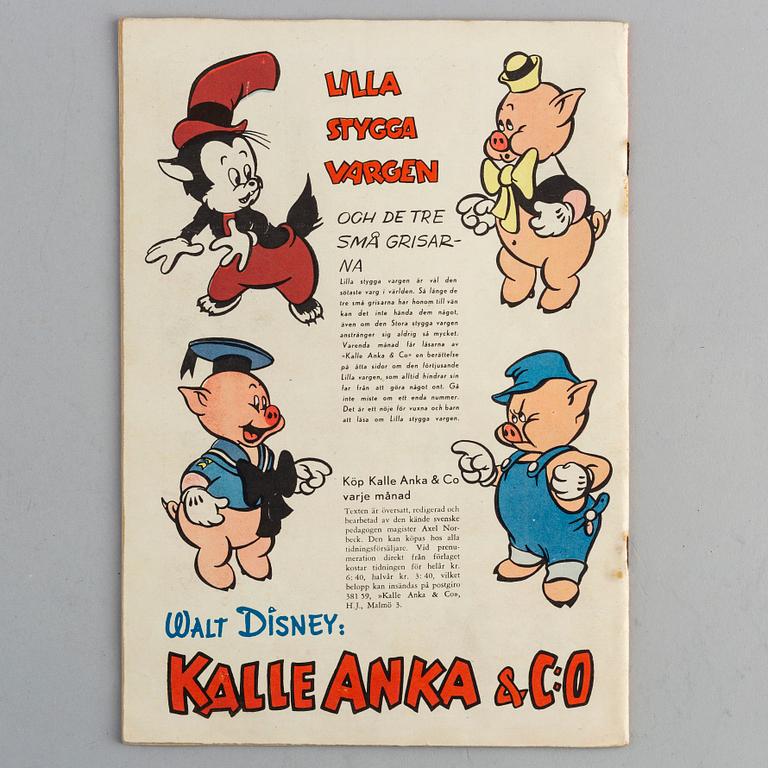 LILLA
STYGGA
VARGEN
OCH DE TRE
SMÅ GRISAR-
NA
Lilla stygga vargen är väl den
sötaste varg i världen. Så länge de
tre små grisarna har honom till vän
kan det inte hända dem något,
även om den Stora stygga vargen
anstränger sig aldrig så mycket.
Varenda månad får läsarna av
»Kalle Anka & Co» en berättelse
på åtta sidor om den förtjusande
Lilla vargen, som alltid hindrar sin
far från att göra något ont. Gå
inte miste om ett enda nummer.
Det är ett nöje för vuxna och barn
att läsa om Lilla stygga vargen.
Köp Kalle Anka & Co
varje månad
Texten är översatt, redigerad och
bearbetad av den kände svenske
pedagogen magister Axel Nor-
beck. Den kan köpas hos alla
tidningsförsäljare. Vid prenu-
meration direkt från förlaget
kostar tidningen för helår kr.
6: 40, halvår kr. 3: 40, vilket
belopp kan insändas på postgiro
381 59, »Kalle Anka & Co»,
H.J., Malmö 3.
WALT DISNEY:
KALLE ANKA & C:O